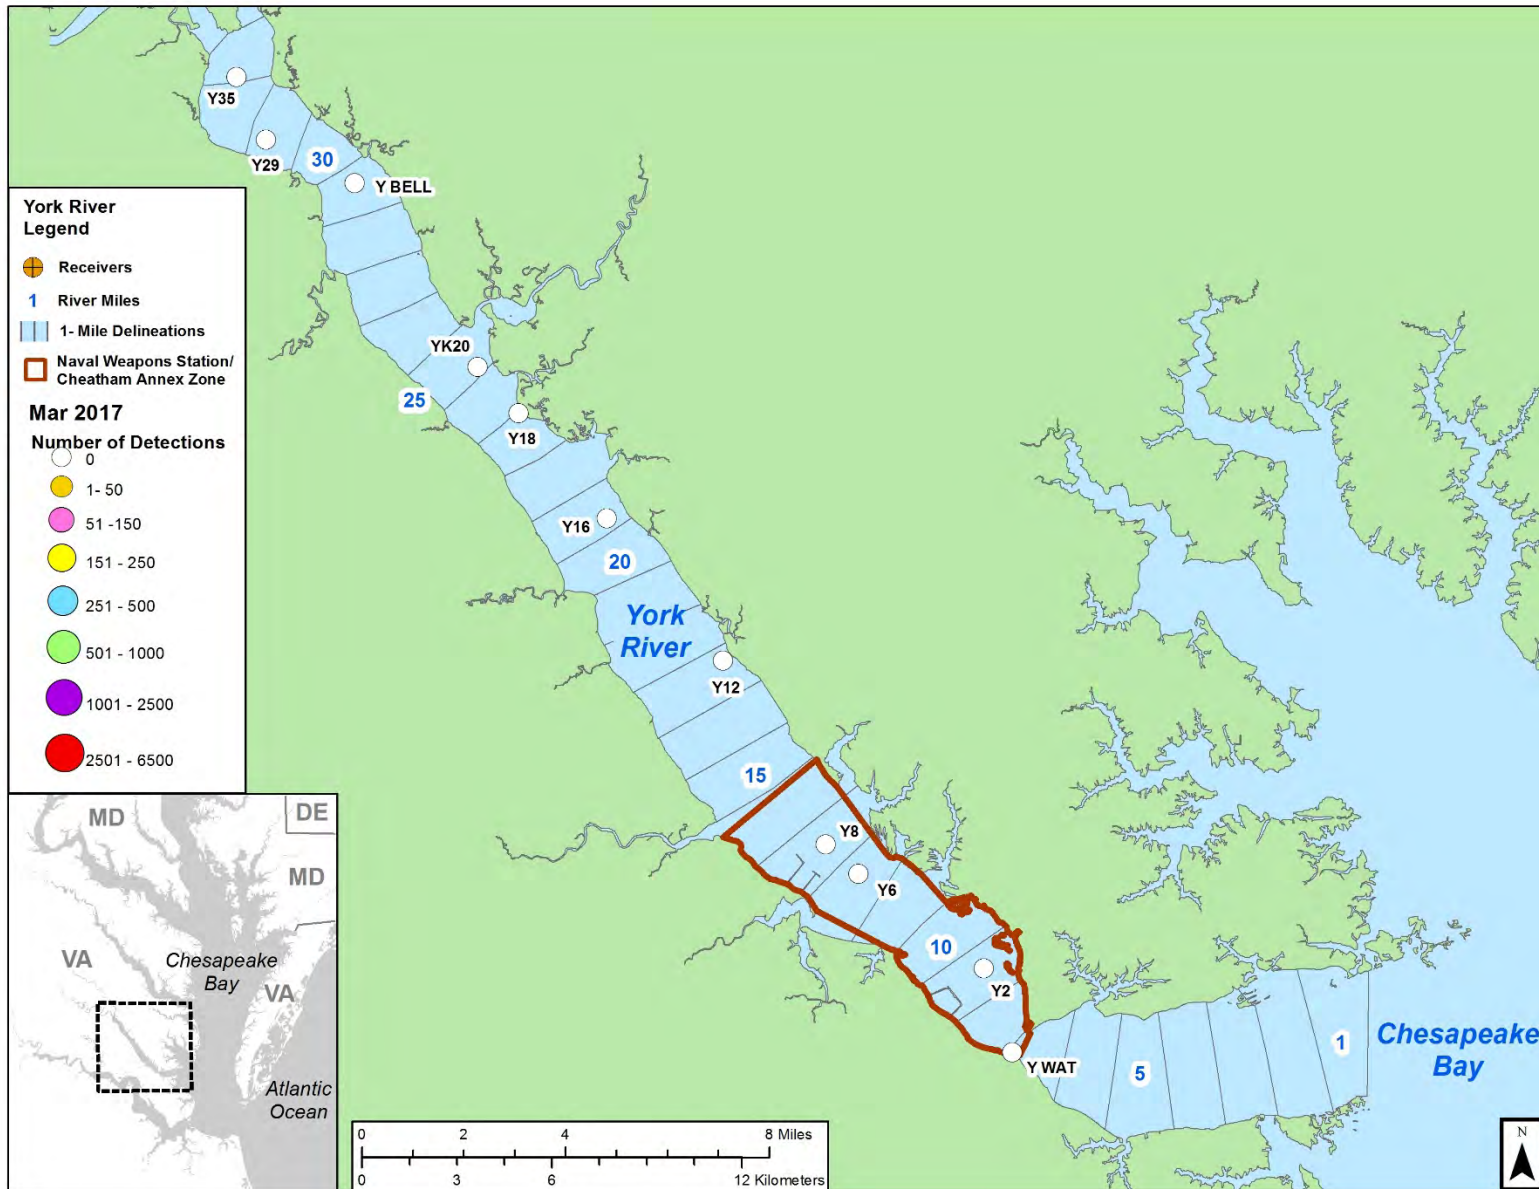 Y35
Y29
30
Y BELL
York River
Legend
Receivers
1 River Miles
1- Mile Delineations
Naval Weapons Station/
Cheatham Annex Zone
Mar 2017
Number of Detections
0
1- 50
51 -150
151 - 250
251 - 500
501 - 1000
1001 - 2500
2501 - 6500
YK20
25
Y18
Y16
20
York
River
Y12
15
Y8
Y6
10
Y2
Y WAT
5
1
Chesapeake
Bay
MD
DE
MD
VA
Chesapeake
Bay
VA
Atlantic
Ocean
0 2 4 8 Miles
0 3 6 12 Kilometers
N